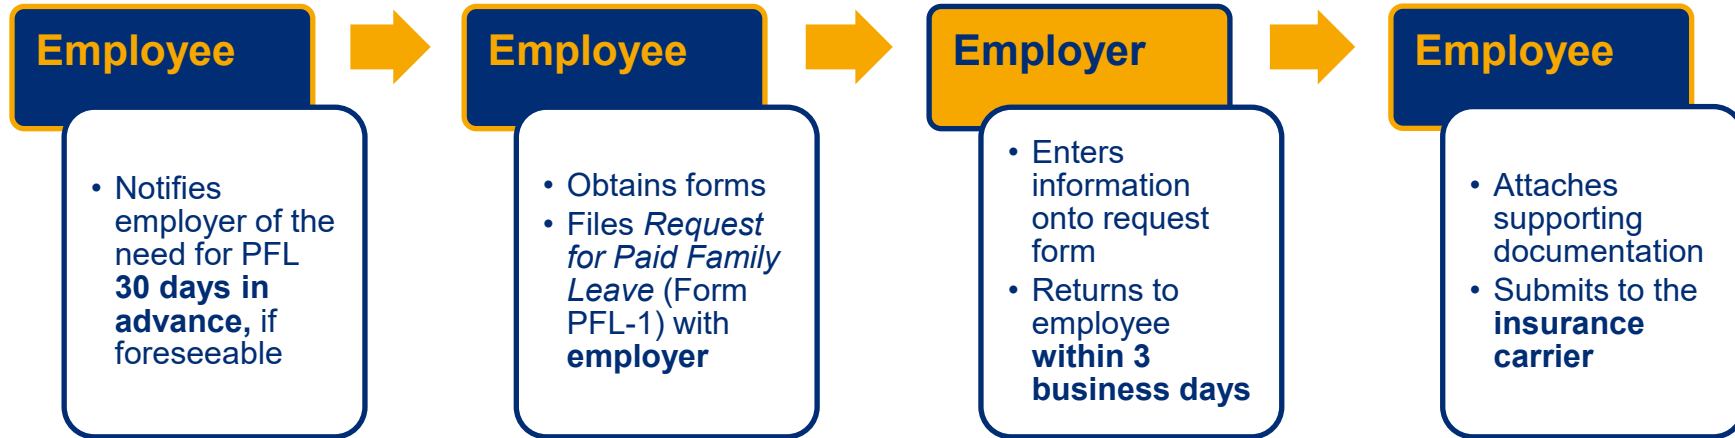 Employee
• Notifies
employer of the
need for PFL
30 days in
advance, if
foreseeable
Employee
• Obtains forms
• Files Request
for Paid Family
Leave (Form
PFL-1) with
employer
Employer
• Enters
information
onto request
form
• Returns to
employee
within 3
business days
Employee
• Attaches
supporting
documentation
• Submits to the
insurance
carrier